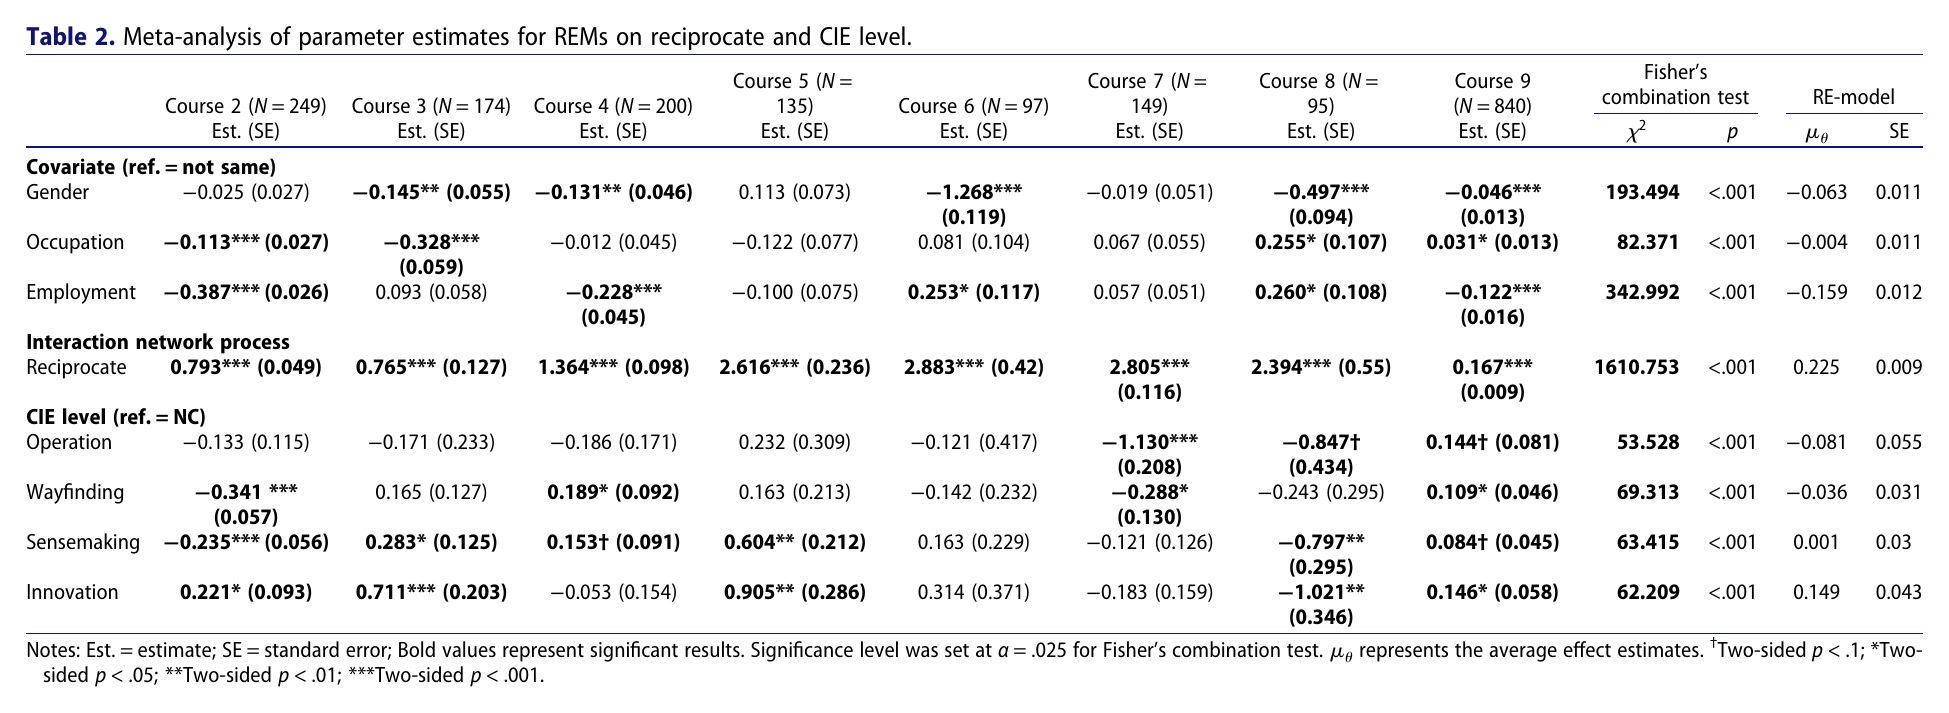 Table 2. Meta-analysis of parameter estimates for REMs on reciprocate and CIE level.
Course 2 (N = 249) Est. (SE) Course 3 (N = 174) Est. (SE) Course 4 (N = 200) Est. (SE) Course 5 (N = 135) Est. (SE) Course 6 (N = 97) Est. (SE) Course 7 (N = 149) Est. (SE) Course 8 (N = 95) Est. (SE) Course 9 (N = 840) Est. (SE) Fisher's combination test χ² p RE-model μθ SE
Covariate (ref. = not same)
Gender −0.025 (0.027) −0.145** (0.055) −0.131** (0.046) 0.113 (0.073) −1.268*** (0.119) −0.019 (0.051) −0.497*** (0.094) −0.046*** (0.013) 193.494 <.001 −0.063 0.011
Occupation −0.113*** (0.027) −0.328*** (0.059) −0.012 (0.045) −0.122 (0.077) 0.081 (0.104) 0.067 (0.055) 0.255* (0.107) 0.031* (0.013) 82.371 <.001 −0.004 0.011
Employment −0.387*** (0.026) 0.093 (0.058) −0.228*** (0.045) −0.100 (0.075) 0.253* (0.117) 0.057 (0.051) 0.260* (0.108) −0.122*** (0.016) 342.992 <.001 −0.159 0.012
Interaction network process
Reciprocate 0.793*** (0.049) 0.765*** (0.127) 1.364*** (0.098) 2.616*** (0.236) 2.883*** (0.42) 2.805*** (0.116) 2.394*** (0.55) 0.167*** (0.009) 1610.753 <.001 0.225 0.009
CIE level (ref. = NC)
Operation −0.133 (0.115) −0.171 (0.233) −0.186 (0.171) 0.232 (0.309) −0.121 (0.417) −1.130*** (0.208) −0.847† (0.434) 0.144† (0.081) 53.528 <.001 −0.081 0.055
Wayfinding −0.341 *** (0.057) 0.165 (0.127) 0.189* (0.092) 0.163 (0.213) −0.142 (0.232) −0.288* (0.130) −0.243 (0.295) 0.109* (0.046) 69.313 <.001 −0.036 0.031
Sensemaking −0.235*** (0.056) 0.283* (0.125) 0.153† (0.091) 0.604** (0.212) 0.163 (0.229) −0.121 (0.126) −0.797** (0.295) 0.084† (0.045) 63.415 <.001 0.001 0.03
Innovation 0.221* (0.093) 0.711*** (0.203) −0.053 (0.154) 0.905** (0.286) 0.314 (0.371) −0.183 (0.159) −1.021** (0.346) 0.146* (0.058) 62.209 <.001 0.149 0.043
Notes: Est. = estimate; SE = standard error; Bold values represent significant results. Significance level was set at α = .025 for Fisher's combination test. μθ represents the average effect estimates. †Two-sided p < .1; *Two-
sided p < .05; **Two-sided p < .01; ***Two-sided p < .001.